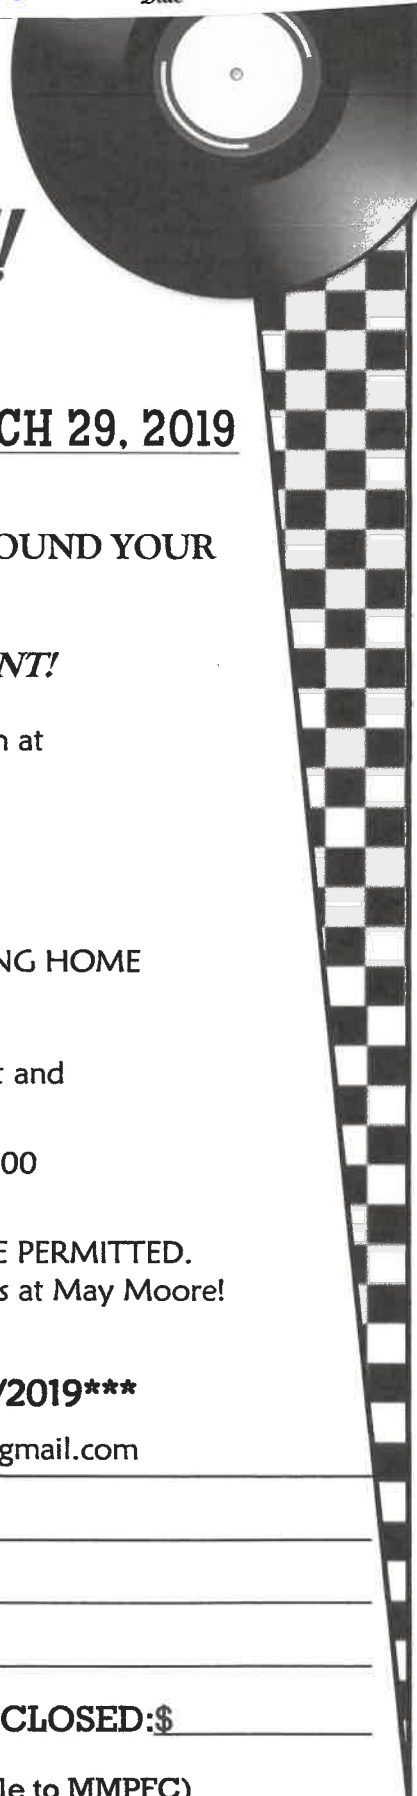 !
CH 29, 2019
OUND YOUR
NT!
n at
NG HOME
t and
00
E PERMITTED.
s at May Moore!
/2019***
gmail.com
CLOSED:$
le to MMPFC)